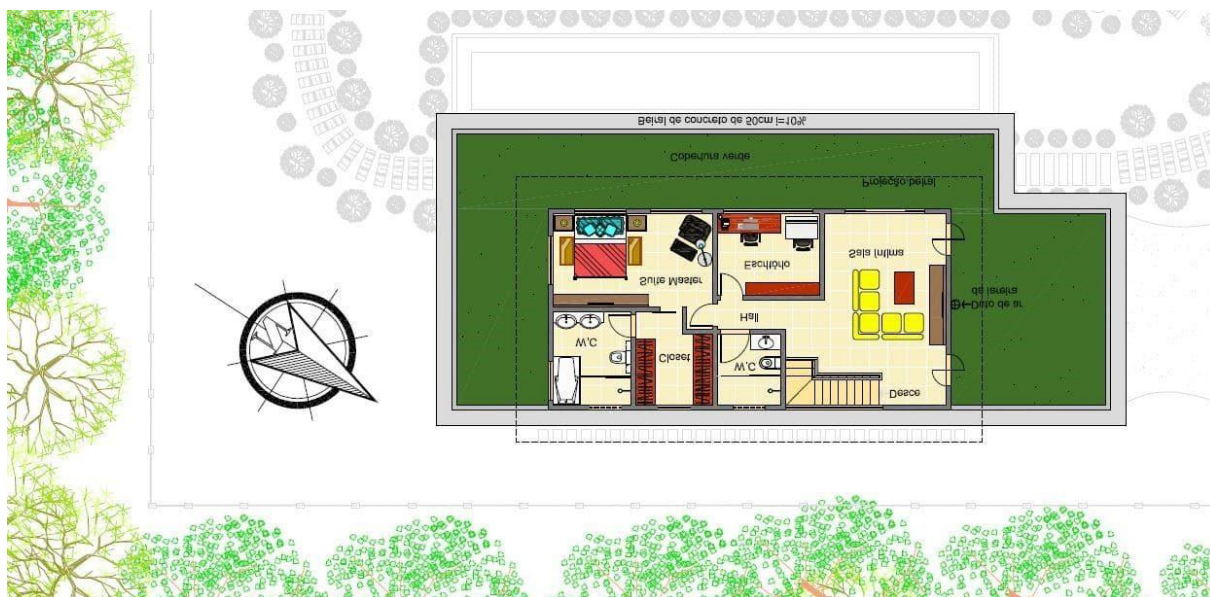 Beiral de concreto de 50cm i=10%
Cobertura verde
Projeção beiral
Sala Íntima
Escritório
Suíte Master
Duto de ar
da lareira
Hall
W.C
Closet
W.C
Desce